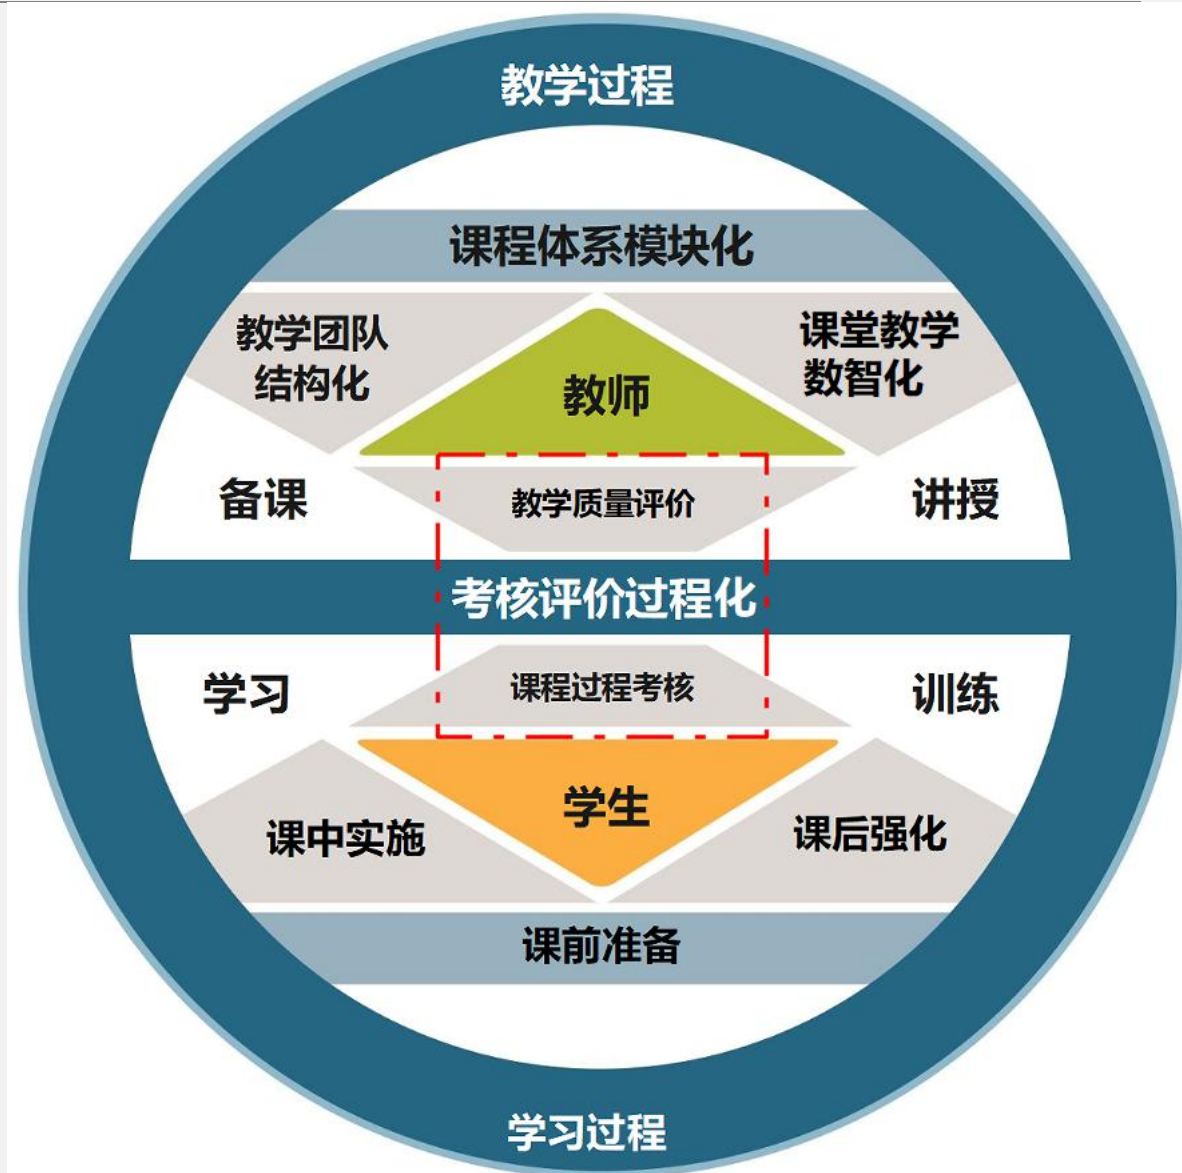 教学过程
课程体系模块化
教学团队
结构化
课堂教学
数智化
教师
备课
教学质量评价
讲授
考核评价过程化
学习
课程过程考核
训练
学生
课中实施
课后强化
课前准备
学习过程